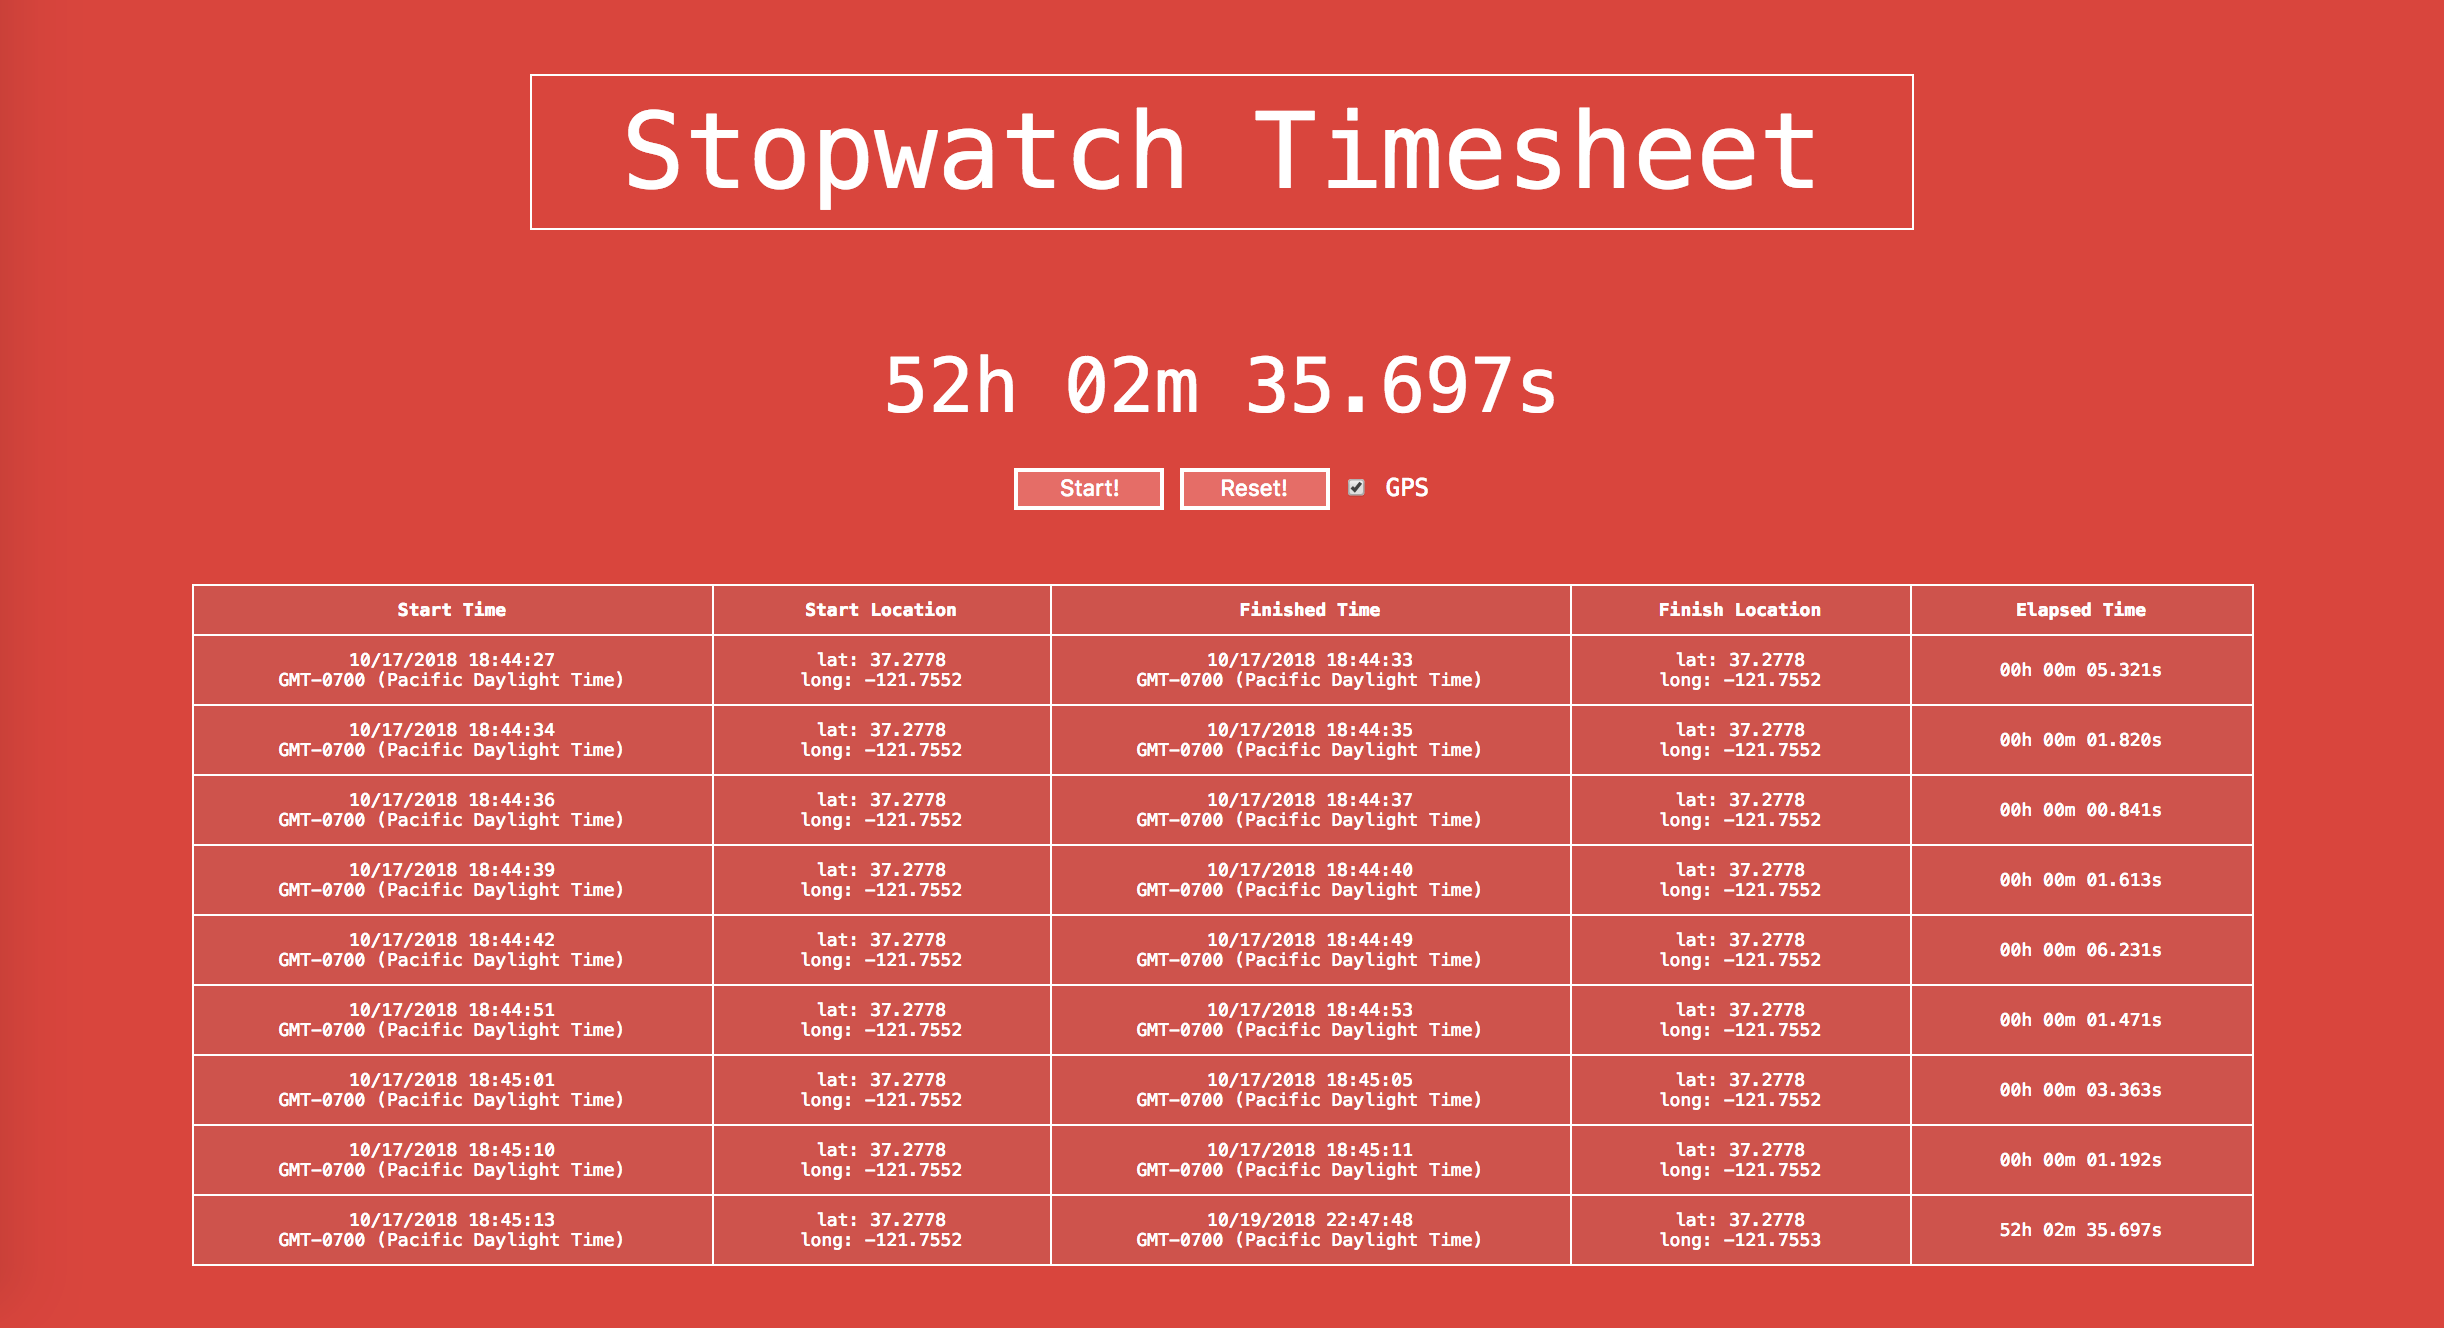 Stopwatch Timesheet
52h 02m 35.697s
Start! Reset! GPS
Start Time Start Location Finished Time Finish Location Elapsed Time
10/17/2018 18:44:27 lat: 37.2778 10/17/2018 18:44:33 lat: 37.2778
GMT-0700 (Pacific Daylight Time) long: -121.7552 GMT-0700 (Pacific Daylight Time) long: -121.7552 00h 00m 05.321s
10/17/2018 18:44:34 lat: 37.2778 10/17/2018 18:44:35 lat: 37.2778
GMT-0700 (Pacific Daylight Time) long: -121.7552 GMT-0700 (Pacific Daylight Time) long: -121.7552 00h 00m 01.820s
10/17/2018 18:44:36 lat: 37.2778 10/17/2018 18:44:37 lat: 37.2778
GMT-0700 (Pacific Daylight Time) long: -121.7552 GMT-0700 (Pacific Daylight Time) long: -121.7552 00h 00m 00.841s
10/17/2018 18:44:39 lat: 37.2778 10/17/2018 18:44:40 lat: 37.2778
GMT-0700 (Pacific Daylight Time) long: -121.7552 GMT-0700 (Pacific Daylight Time) long: -121.7552 00h 00m 01.613s
10/17/2018 18:44:42 lat: 37.2778 10/17/2018 18:44:49 lat: 37.2778
GMT-0700 (Pacific Daylight Time) long: -121.7552 GMT-0700 (Pacific Daylight Time) long: -121.7552 00h 00m 06.231s
10/17/2018 18:44:51 lat: 37.2778 10/17/2018 18:44:53 lat: 37.2778
GMT-0700 (Pacific Daylight Time) long: -121.7552 GMT-0700 (Pacific Daylight Time) long: -121.7552 00h 00m 01.471s
10/17/2018 18:45:01 lat: 37.2778 10/17/2018 18:45:05 lat: 37.2778
GMT-0700 (Pacific Daylight Time) long: -121.7552 GMT-0700 (Pacific Daylight Time) long: -121.7552 00h 00m 03.363s
10/17/2018 18:45:10 lat: 37.2778 10/17/2018 18:45:11 lat: 37.2778
GMT-0700 (Pacific Daylight Time) long: -121.7552 GMT-0700 (Pacific Daylight Time) long: -121.7552 00h 00m 01.192s
10/17/2018 18:45:13 lat: 37.2778 10/19/2018 22:47:48 lat: 37.2778
GMT-0700 (Pacific Daylight Time) long: -121.7552 GMT-0700 (Pacific Daylight Time) long: -121.7553 52h 02m 35.697s